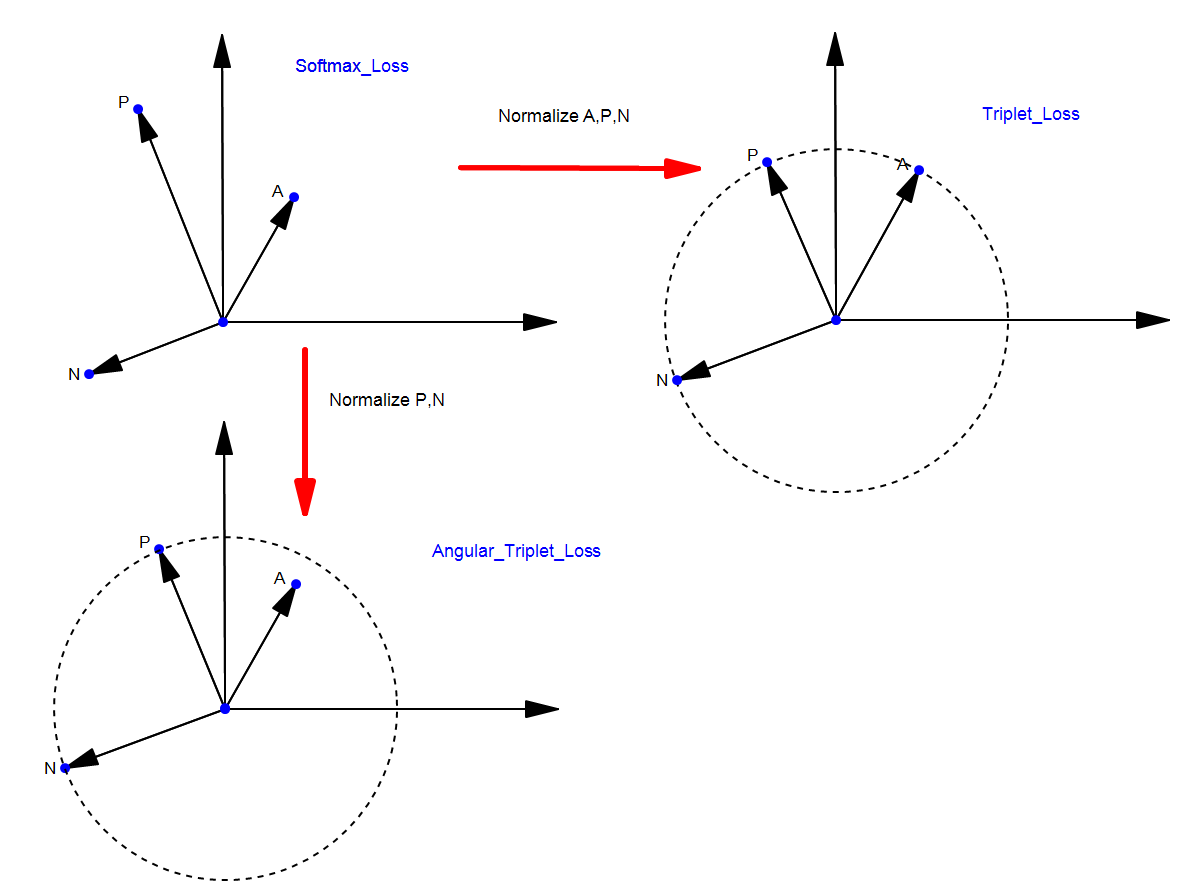 Softmax_Loss
P
A
N
Normalize A,P,N
Triplet_Loss
P
A
N
Normalize P,N
Angular_Triplet_Loss
P
A
N